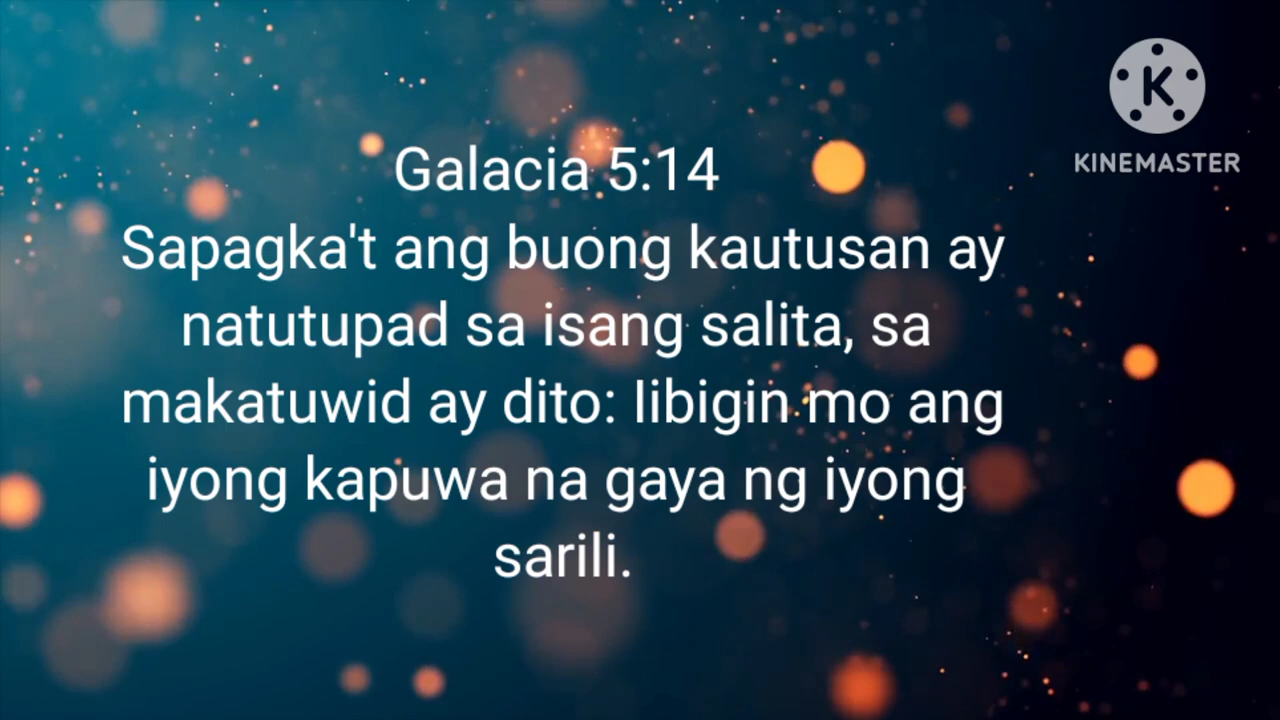 K
KINEMASTER
Galacia 5:14
Sapagka't ang buong kautusan ay
natutupad sa isang salita, sa
makatuwid ay dito: Iibigin mo ang
iyong kapuwa na gaya ng iyong
sarili.